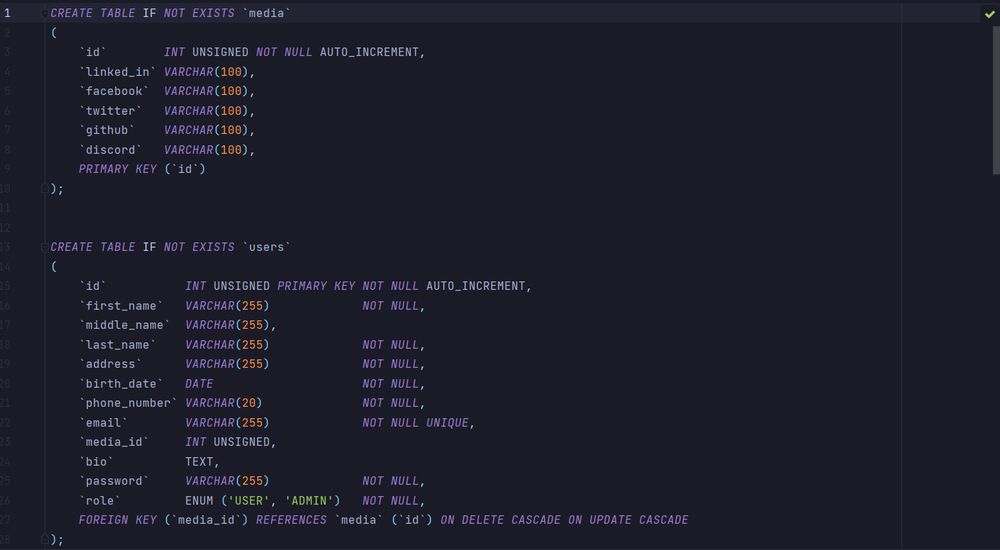 1 CREATE TABLE IF NOT EXISTS `media`
2 (
3     `id`        INT UNSIGNED NOT NULL AUTO_INCREMENT,
4     `linked_in` VARCHAR(100),
5     `facebook`  VARCHAR(100),
6     `twitter`   VARCHAR(100),
7     `github`    VARCHAR(100),
8     `discord`   VARCHAR(100),
9     PRIMARY KEY (`id`)
10 );
11
12
13 CREATE TABLE IF NOT EXISTS `users`
14 (
15     `id`           INT UNSIGNED PRIMARY KEY NOT NULL AUTO_INCREMENT,
16     `first_name`   VARCHAR(255)             NOT NULL,
17     `middle_name`  VARCHAR(255),
18     `last_name`    VARCHAR(255)             NOT NULL,
19     `address`      VARCHAR(255)             NOT NULL,
20     `birth_date`   DATE                     NOT NULL,
21     `phone_number` VARCHAR(20)              NOT NULL,
22     `email`        VARCHAR(255)             NOT NULL UNIQUE,
23     `media_id`     INT UNSIGNED,
24     `bio`          TEXT,
25     `password`     VARCHAR(255)             NOT NULL,
26     `role`         ENUM ('USER', 'ADMIN')   NOT NULL,
27     FOREIGN KEY (`media_id`) REFERENCES `media` (`id`) ON DELETE CASCADE ON UPDATE CASCADE
28 );